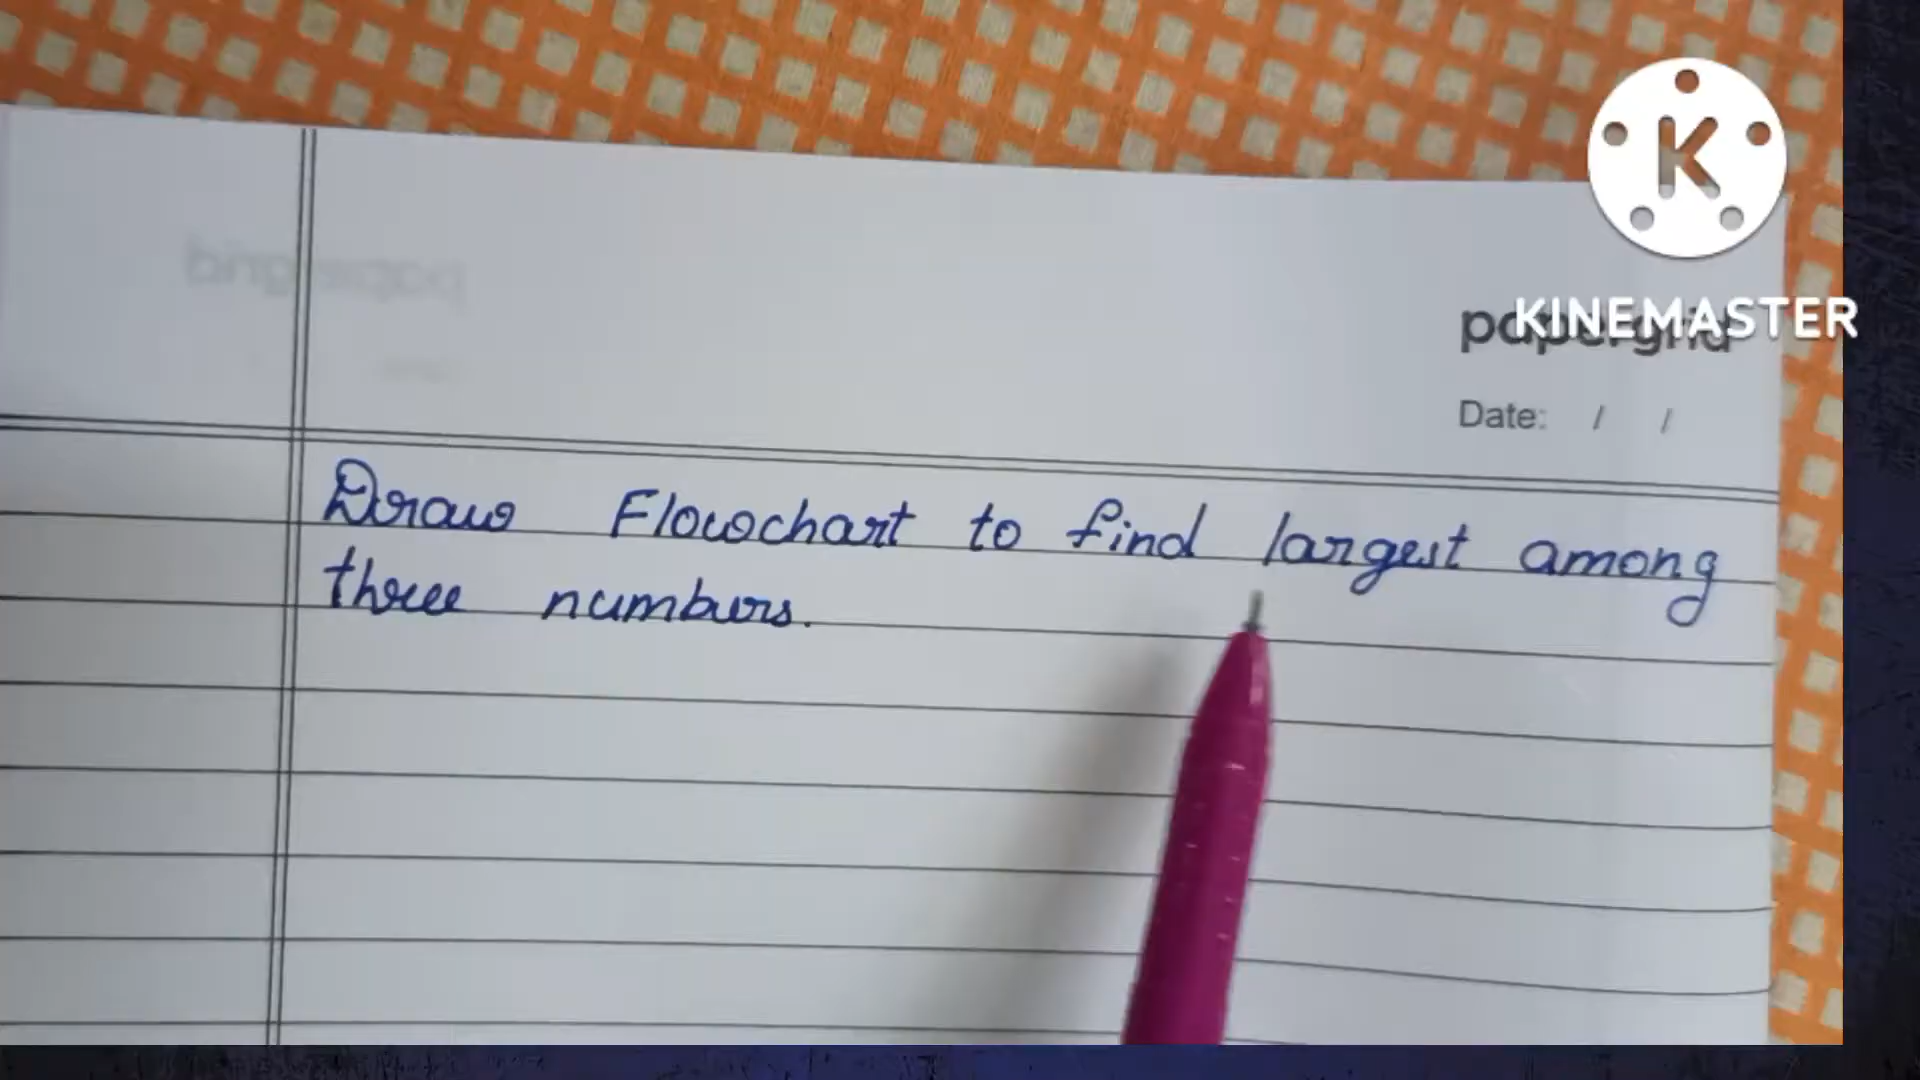 KINEMASTER
papergrid
Date: / /
Draw Flowchart to find largest among
three numbers.